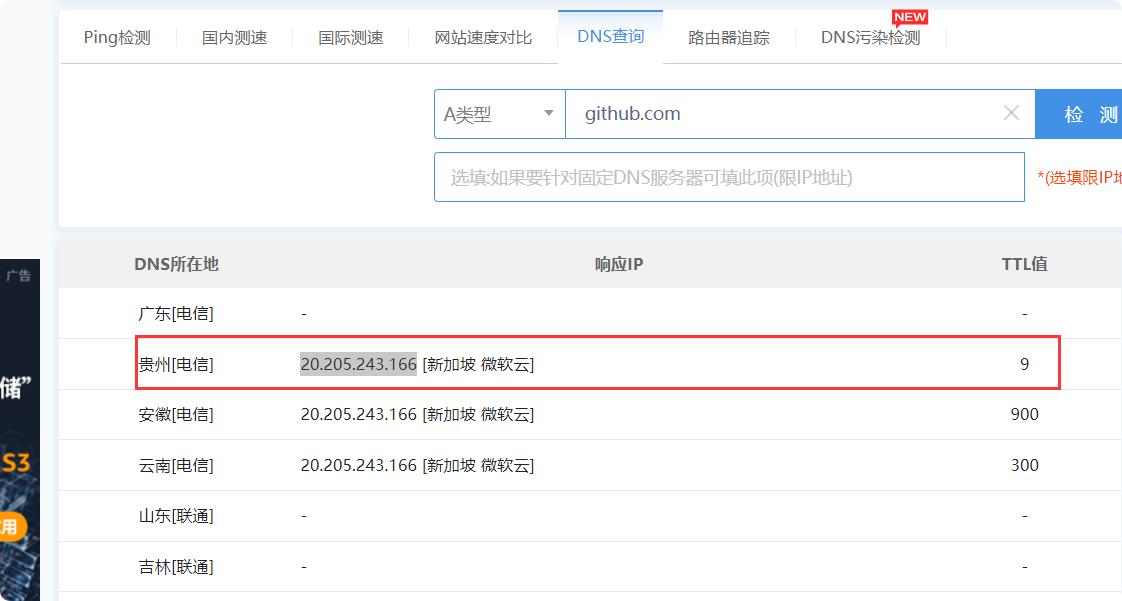 NEW
Ping检测 国内测速 国际测速 网站速度对比 DNS查询 路由器追踪 DNS污染检测
A类型 github.com 检 测
选填:如果要针对固定DNS服务器可填此项(限IP地址) *(选填限IP地
DNS所在地 响应IP TTL值
广告
广东[电信] - -
贵州[电信] 20.205.243.166 [新加坡 微软云] 9
储”
安徽[电信] 20.205.243.166 [新加坡 微软云] 900
S3
云南[电信] 20.205.243.166 [新加坡 微软云] 300
山东[联通] - -
用
吉林[联通] - -